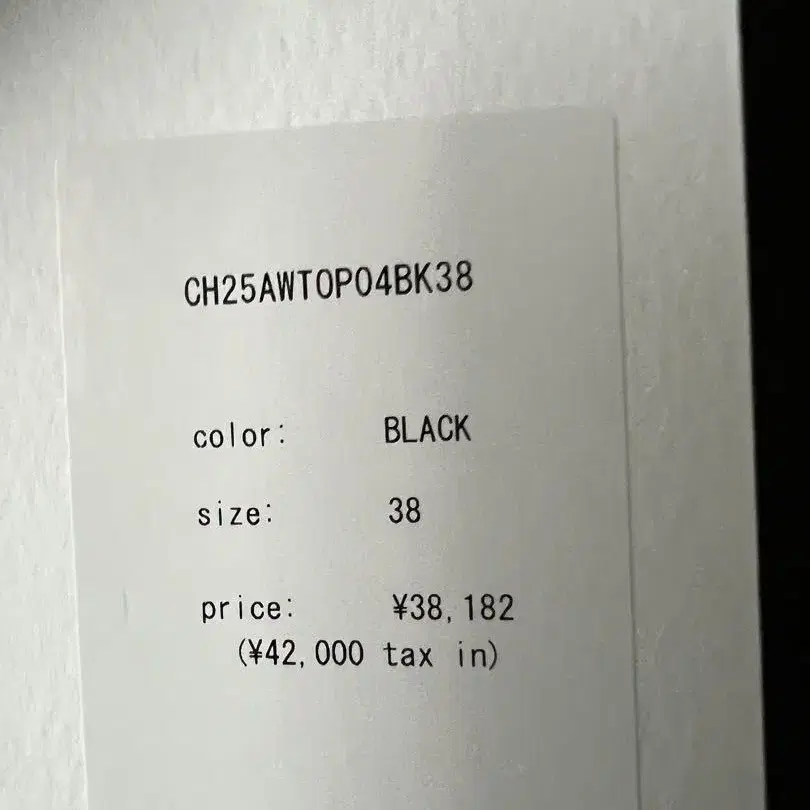 CH25AWTOP04BK38
color: BLACK
size: 38
price: ¥38,182
(¥42,000 tax in)